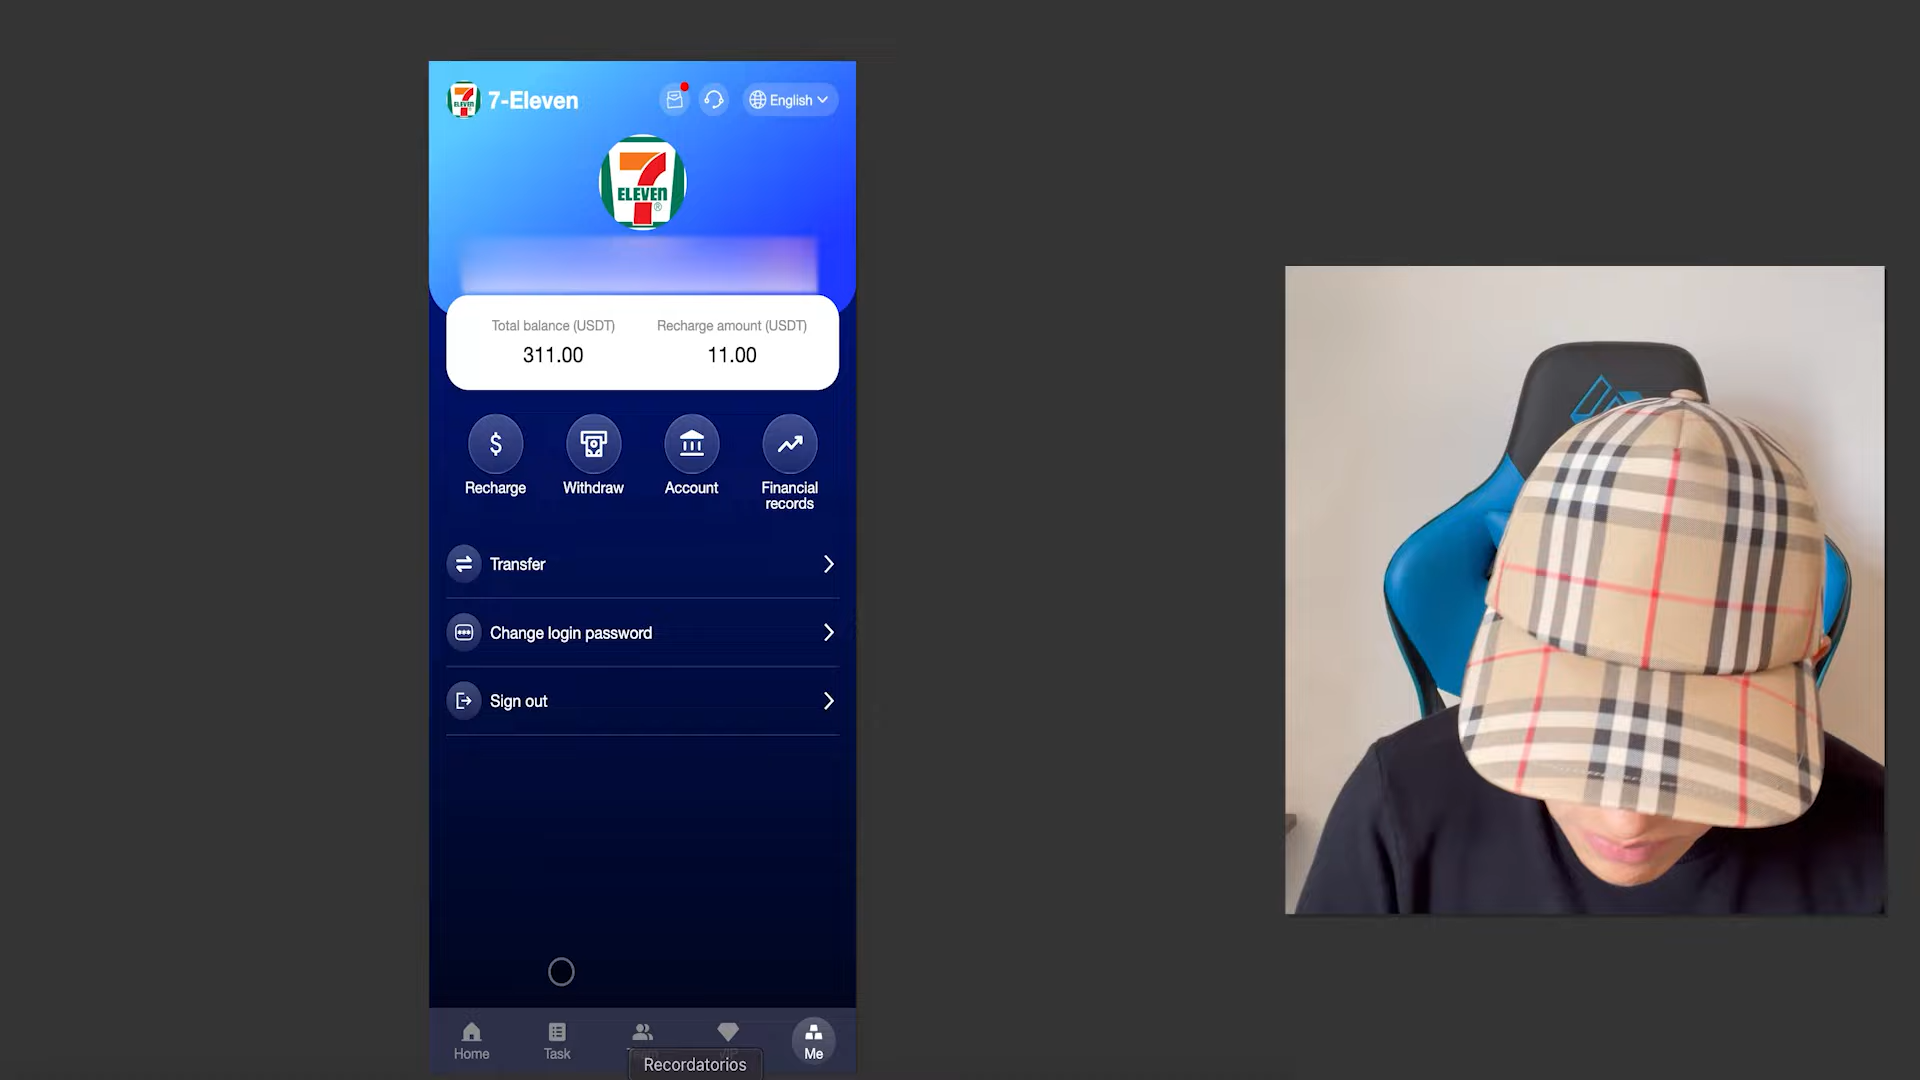 7-Eleven
English
7
ELEVEN
®
Total balance (USDT)
Recharge amount (USDT)
311.00
11.00
Recharge
Withdraw
Account
Financial
records
Transfer
Change login password
Sign out
Home
Task
Me
Recordatorios